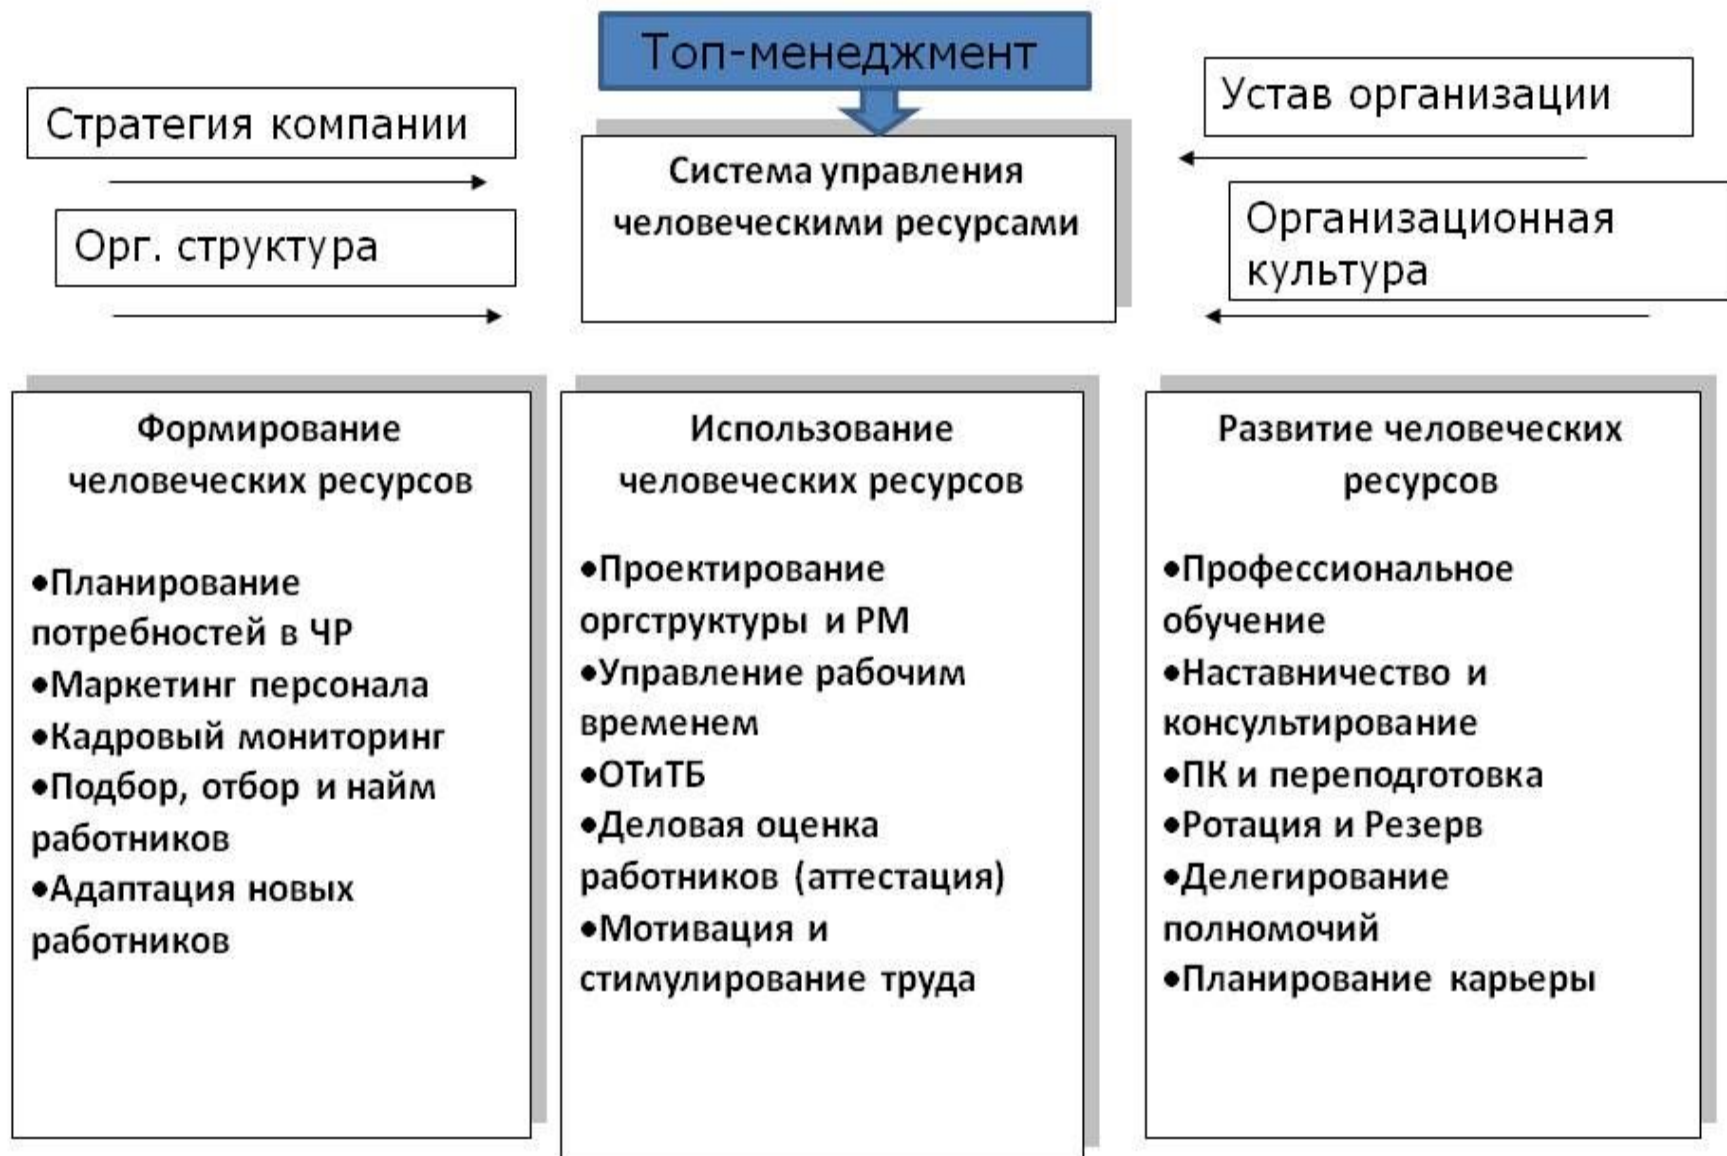 Топ-менеджмент
Стратегия компании
Орг. структура
Система управления
человеческими ресурсами
Устав организации
Организационная
культура
Формирование
человеческих ресурсов
•Планирование
потребностей в ЧР
•Маркетинг персонала
•Кадровый мониторинг
•Подбор, отбор и найм
работников
•Адаптация новых
работников
Использование
человеческих ресурсов
•Проектирование
оргструктуры и РМ
•Управление рабочим
временем
•ОТиТБ
•Деловая оценка
работников (аттестация)
•Мотивация и
стимулирование труда
Развитие человеческих
ресурсов
•Профессиональное
обучение
•Наставничество и
консультирование
•ПК и переподготовка
•Ротация и Резерв
•Делегирование
полномочий
•Планирование карьеры